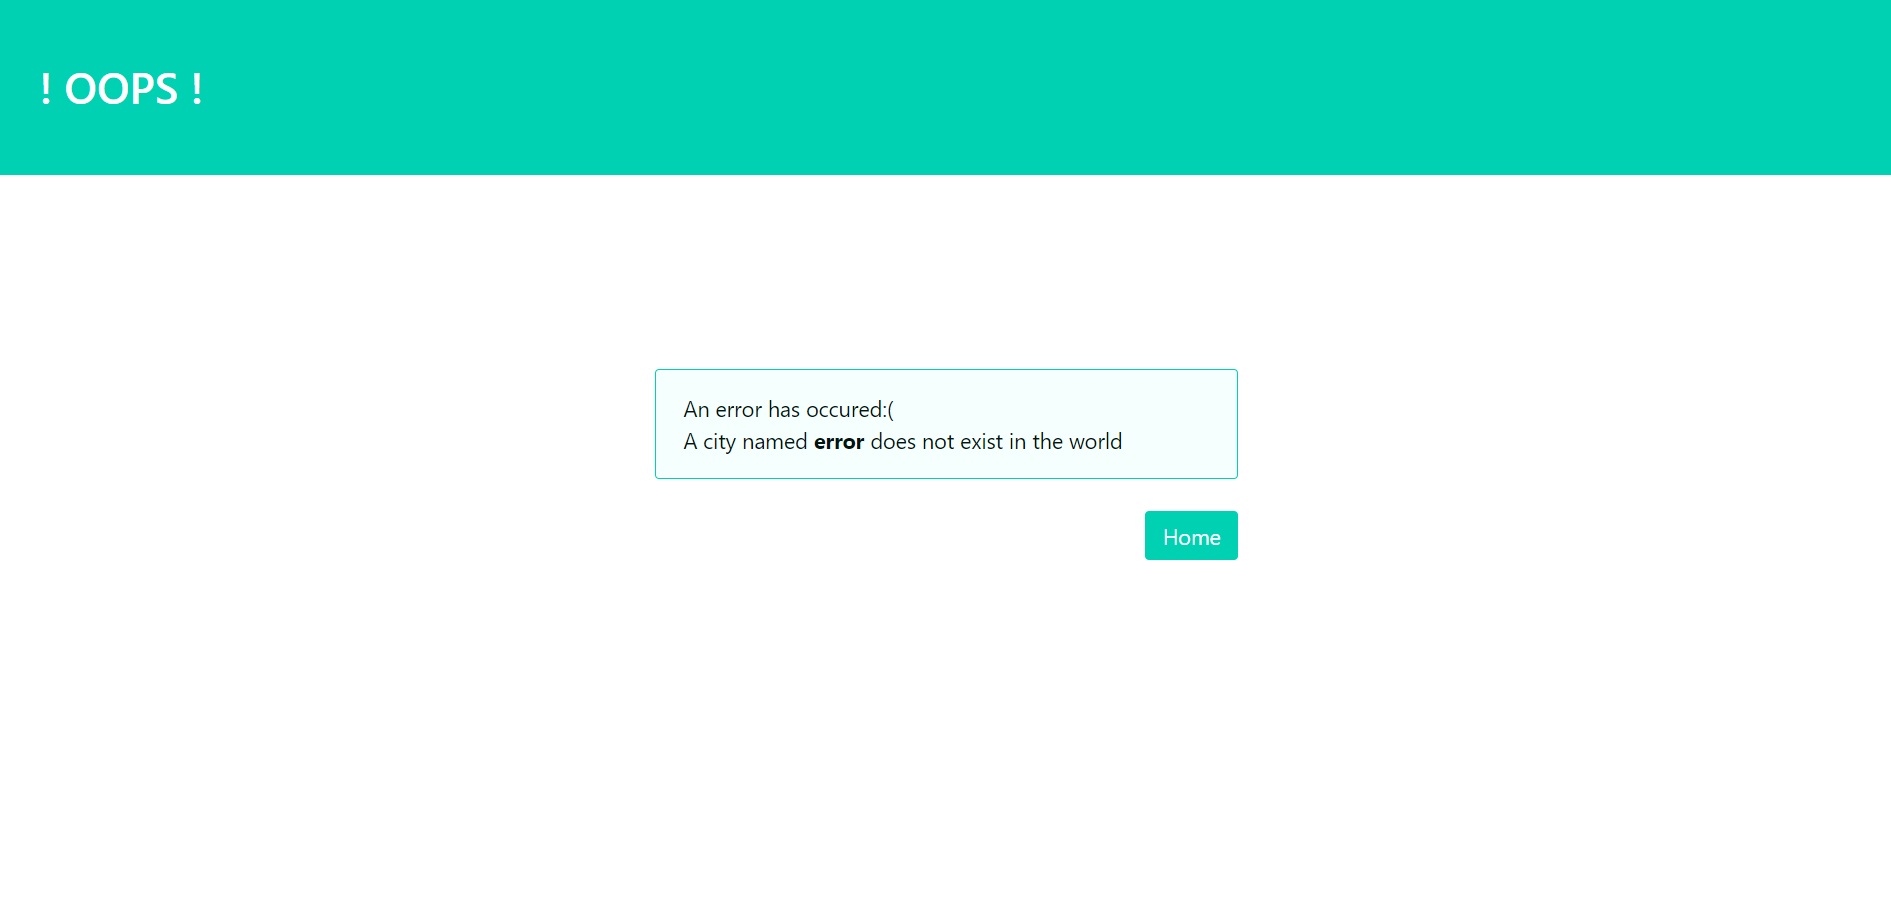 ! OOPS !
An error has occured:(
A city named error does not exist in the world
Home